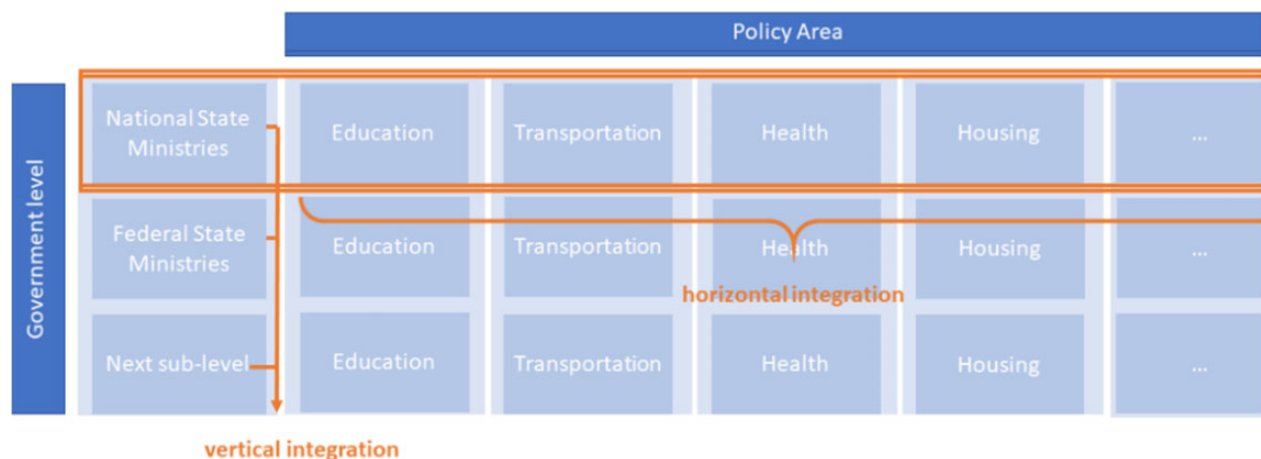 Policy Area
Government level
National State
Ministries
Education
Transportation
Health
Housing
...
Federal State
Ministries
Education
Transportation
Health
Housing
...
horizontal integration
Next sub-level
Education
Transportation
Health
Housing
...
vertical integration